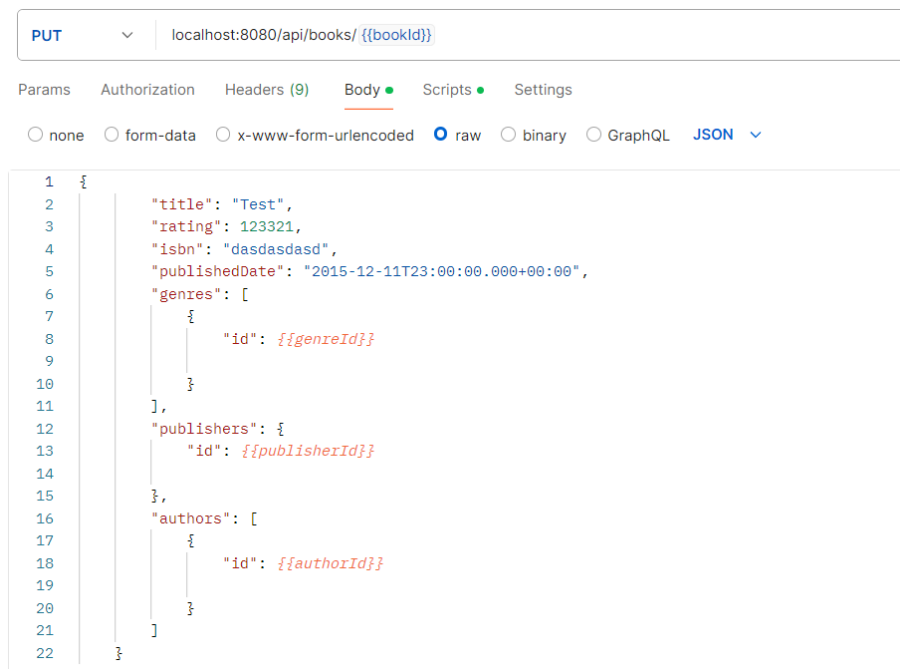 PUT localhost:8080/api/books/ {{bookId}}
Params Authorization Headers (9) Body Scripts Settings
none form-data x-www-form-urlencoded raw binary GraphQL JSON
1 {
2 "title": "Test",
3 "rating": 123321,
4 "isbn": "dasdasdasd",
5 "publishedDate": "2015-12-11T23:00:00.000+00:00",
6 "genres": [
7 {
8 "id": {{genreId}}
9
10 }
11 ],
12 "publishers": {
13 "id": {{publisherId}}
14
15 },
16 "authors": [
17 {
18 "id": {{authorId}}
19
20 }
21 ]
22 }